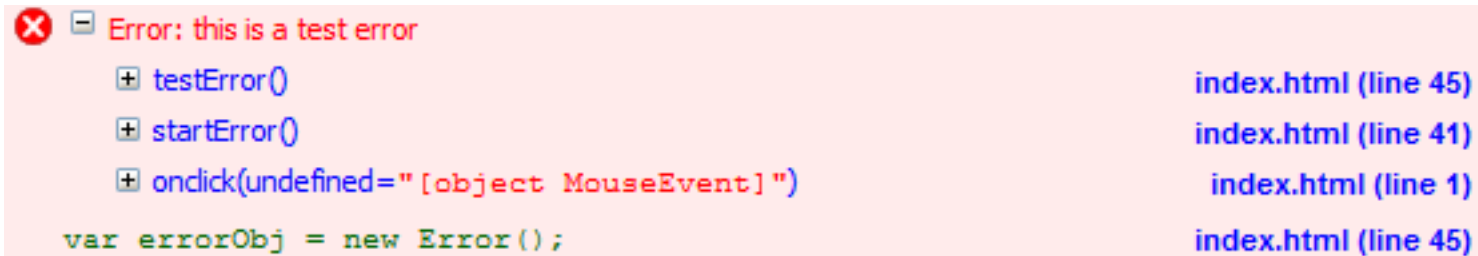 Error: this is a test error
testError() index.html (line 45)
startError() index.html (line 41)
onclick(undefined="[object MouseEvent]") index.html (line 1)
var errorObj = new Error(); index.html (line 45)